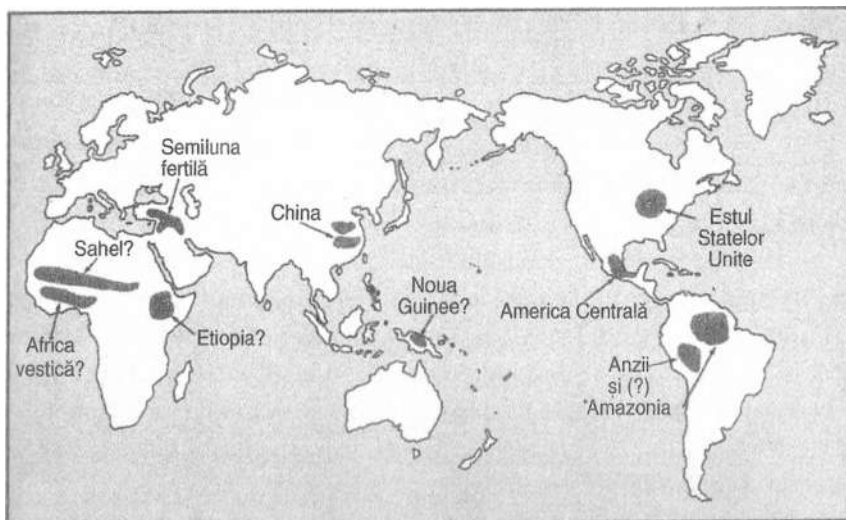 Semiluna
fertilă
China
Sahel?
Africa
vestică?
Etiopia?
Noua
Guinee?
Estul
Statelor
Unite
America Centrală
Anzii
și (?)
Amazonia